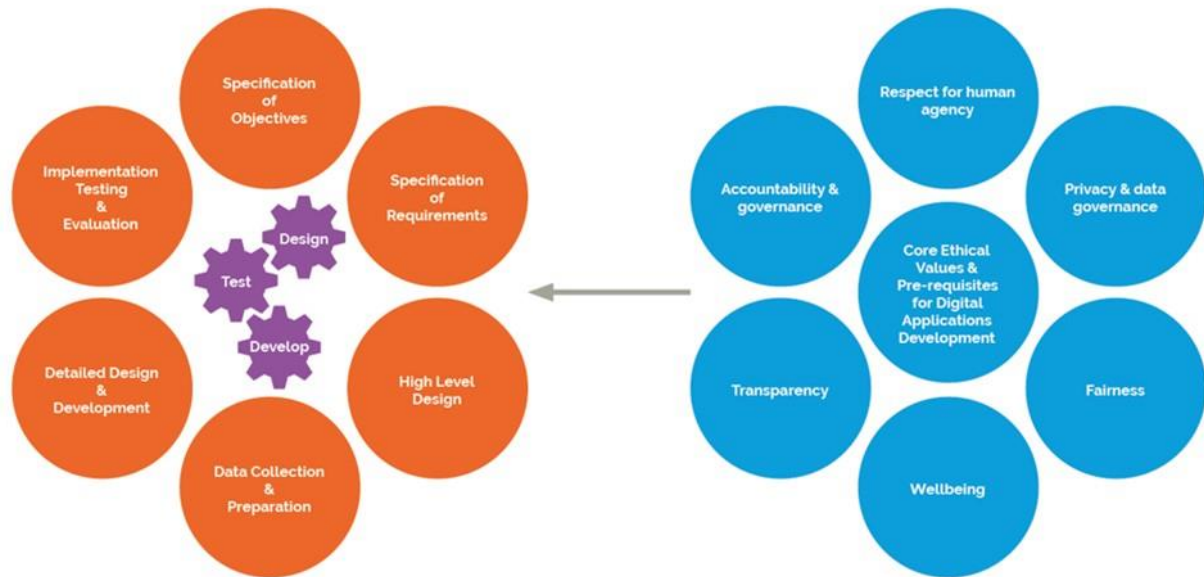 Specification
of
Objectives
Specification
of
Requirements
High Level
Design
Data Collection
&
Preparation
Detailed Design
&
Development
Implementation
Testing
&
Evaluation
Design
Test
Develop
Respect for human
agency
Privacy & data
governance
Fairness
Wellbeing
Transparency
Accountability &
governance
Core Ethical
Values &
Pre-requisites
for Digital
Applications
Development